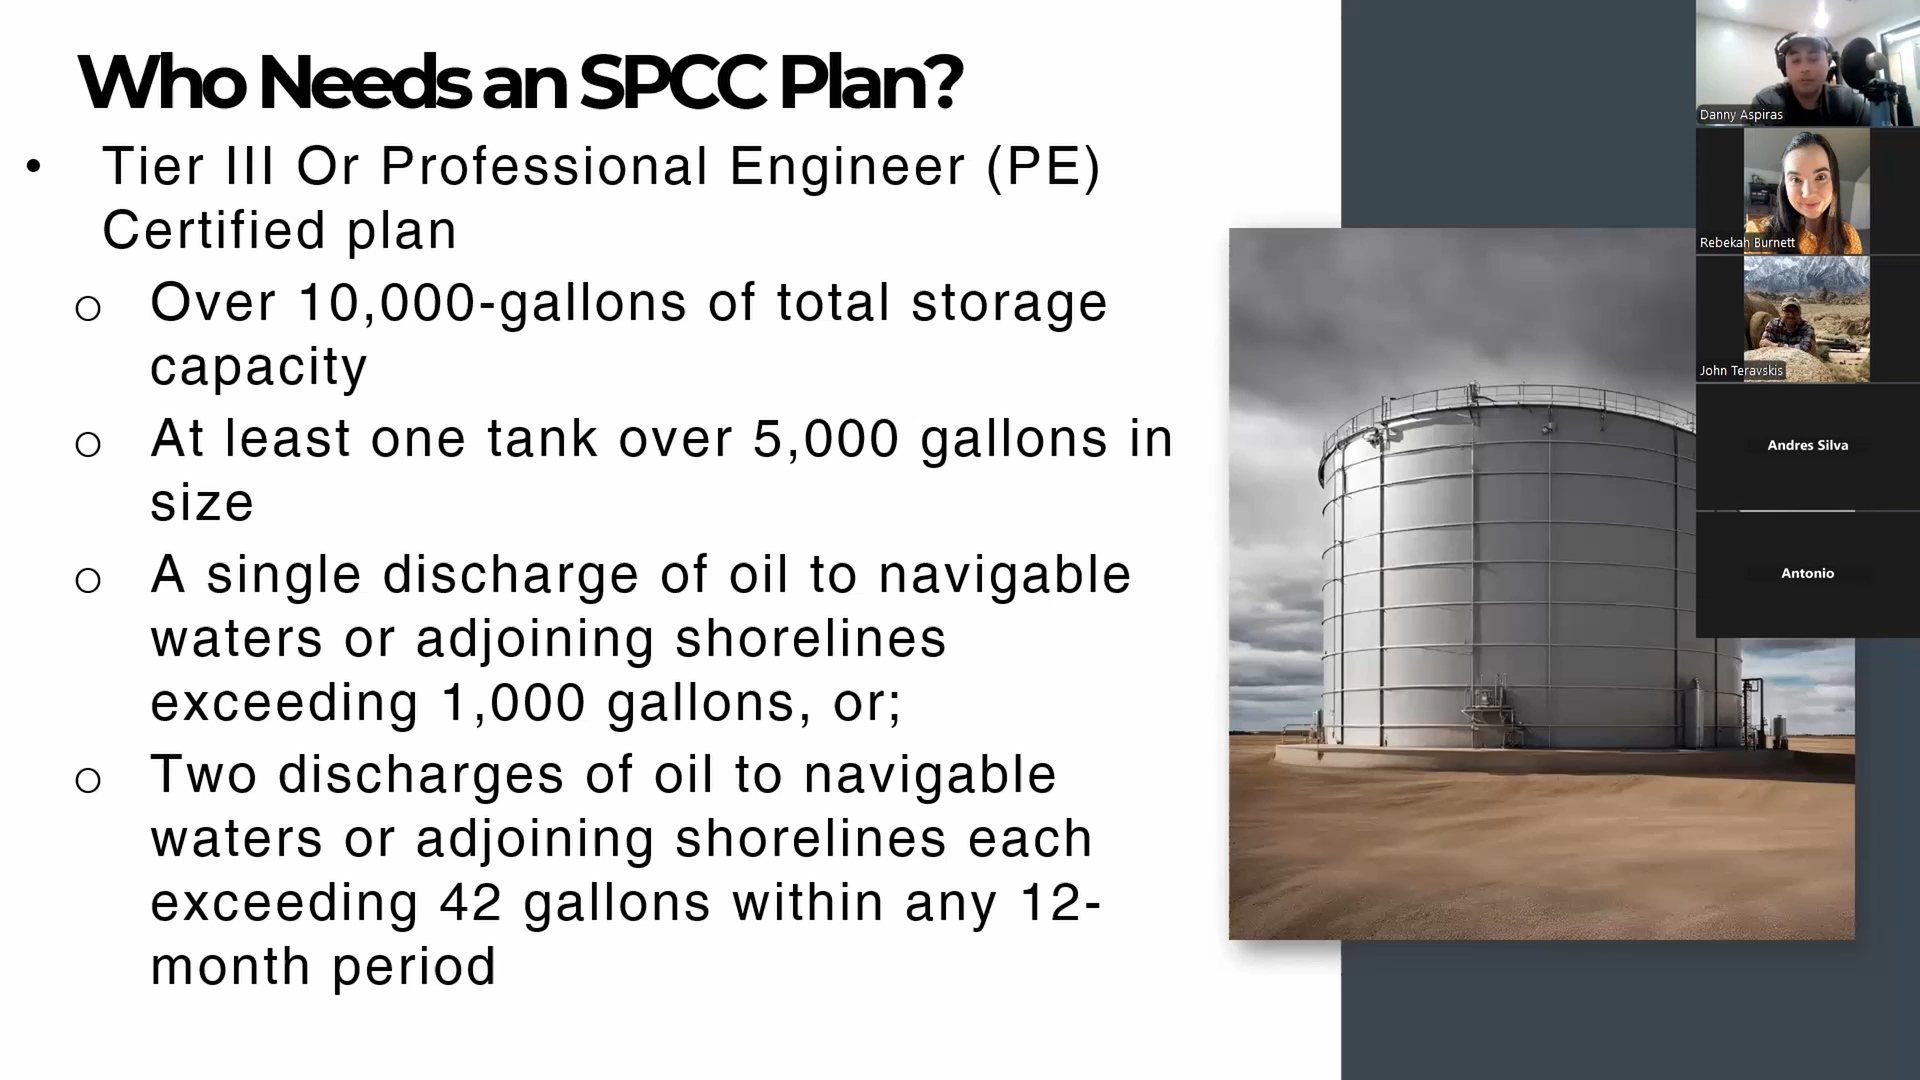 Who Needs an SPCC Plan?
• Tier III Or Professional Engineer (PE)
Certified plan
o Over 10,000-gallons of total storage
capacity
o At least one tank over 5,000 gallons in
size
o A single discharge of oil to navigable
waters or adjoining shorelines
exceeding 1,000 gallons, or;
o Two discharges of oil to navigable
waters or adjoining shorelines each
exceeding 42 gallons within any 12-
month period
Danny Aspiras
Rebekah Burnett
John Teravskis
Andres Silva
Antonio